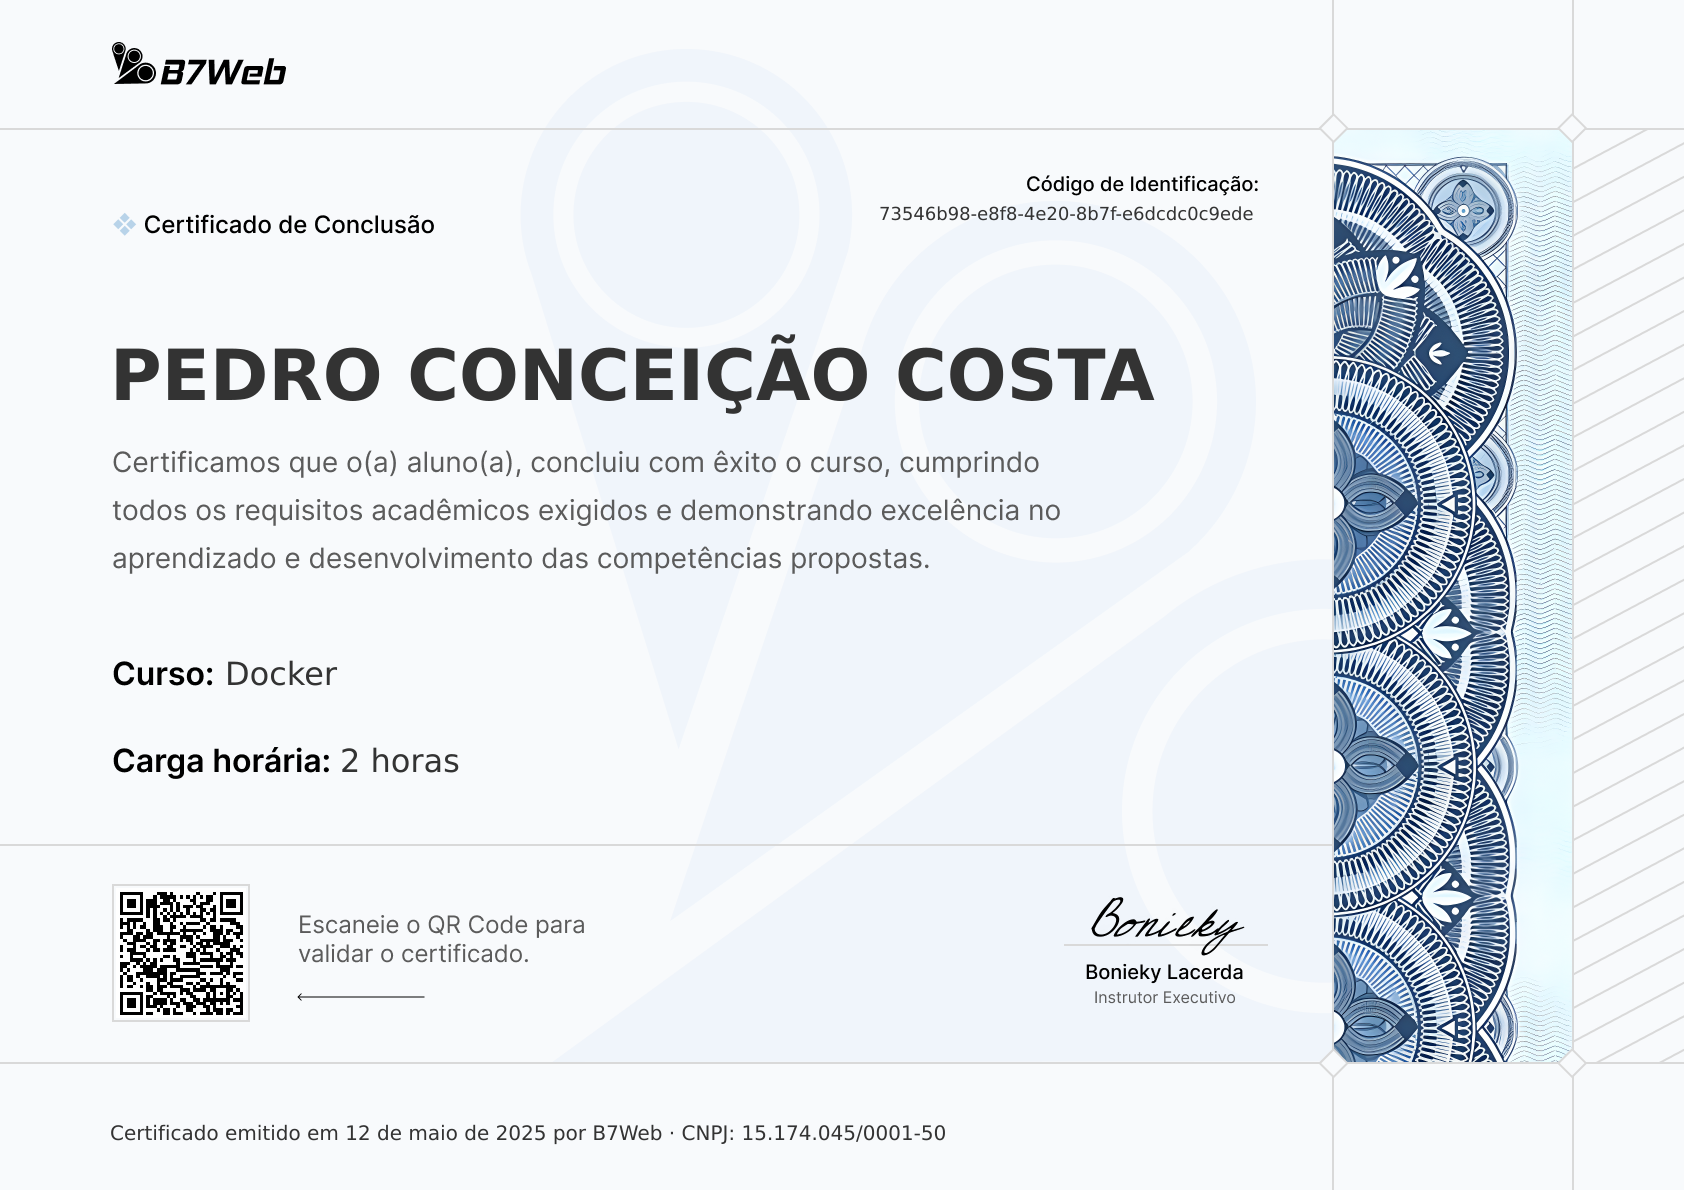 B7Web
Código de Identificação:
73546b98-e8f8-4e20-8b7f-e6dcdc0c9ede
Certificado de Conclusão
PEDRO CONCEIÇÃO COSTA
Certificamos que o(a) aluno(a), concluiu com êxito o curso, cumprindo
todos os requisitos acadêmicos exigidos e demonstrando excelência no
aprendizado e desenvolvimento das competências propostas.
Curso: Docker
Carga horária: 2 horas
Escaneie o QR Code para
validar o certificado.
Bonieky
Bonieky Lacerda
Instrutor Executivo
Certificado emitido em 12 de maio de 2025 por B7Web · CNPJ: 15.174.045/0001-50